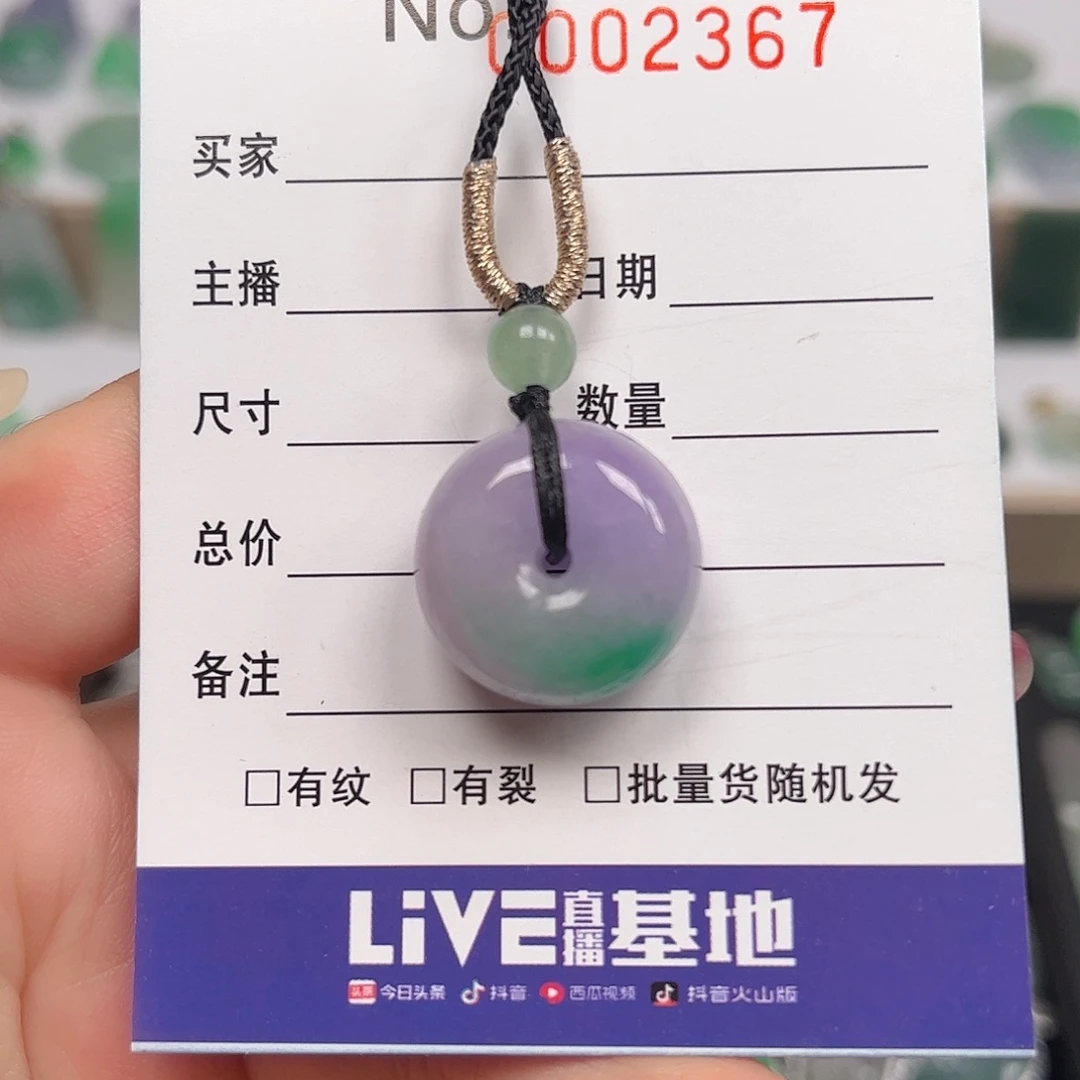 No 0002367
买家
主播 日期
尺寸 数量
总价
备注
□有纹 □有裂 □批量货随机发
LiVE直播基地
头条 今日头条 抖音 西瓜视频 抖音火山版